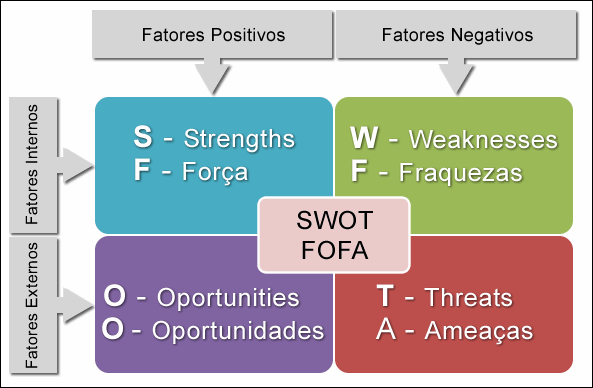 Fatores Positivos
Fatores Negativos
Fatores Internos
S - Strengths
F - Força
W - Weaknesses
F - Fraquezas
SWOT
FOFA
Fatores Externos
O - Oportunities
O - Oportunidades
T - Threats
A - Ameaças